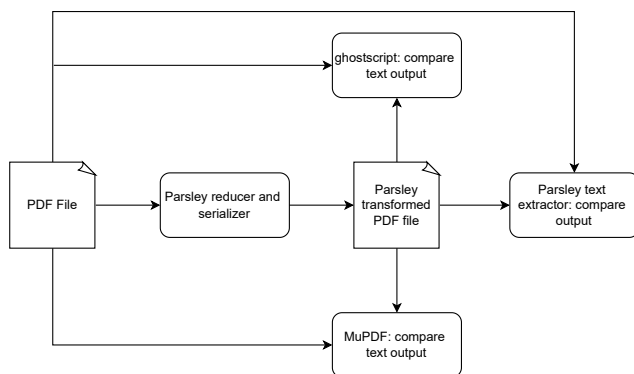 ghostscript: compare
text output
PDF File
Parsley reducer and
serializer
Parsley
transformed
PDF file
Parsley text
extractor: compare
output
MuPDF: compare
text output